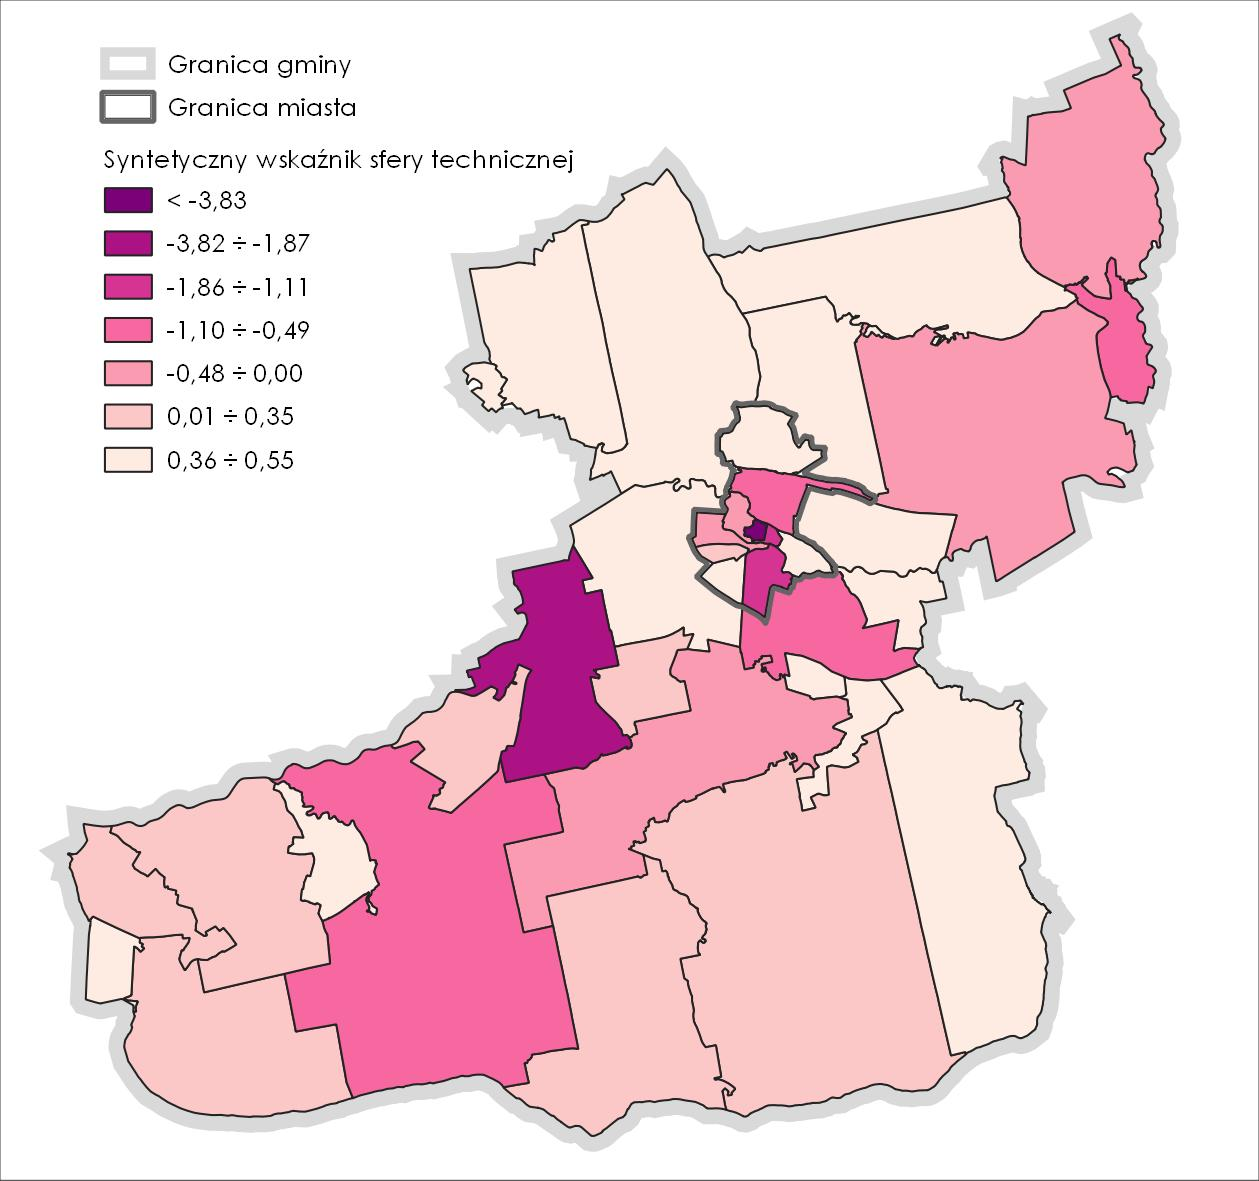 Granica gminy
Granica miasta
Syntetyczny wskaźnik sfery technicznej
< -3,83
-3,82 ÷ -1,87
-1,86 ÷ -1,11
-1,10 ÷ -0,49
-0,48 ÷ 0,00
0,01 ÷ 0,35
0,36 ÷ 0,55